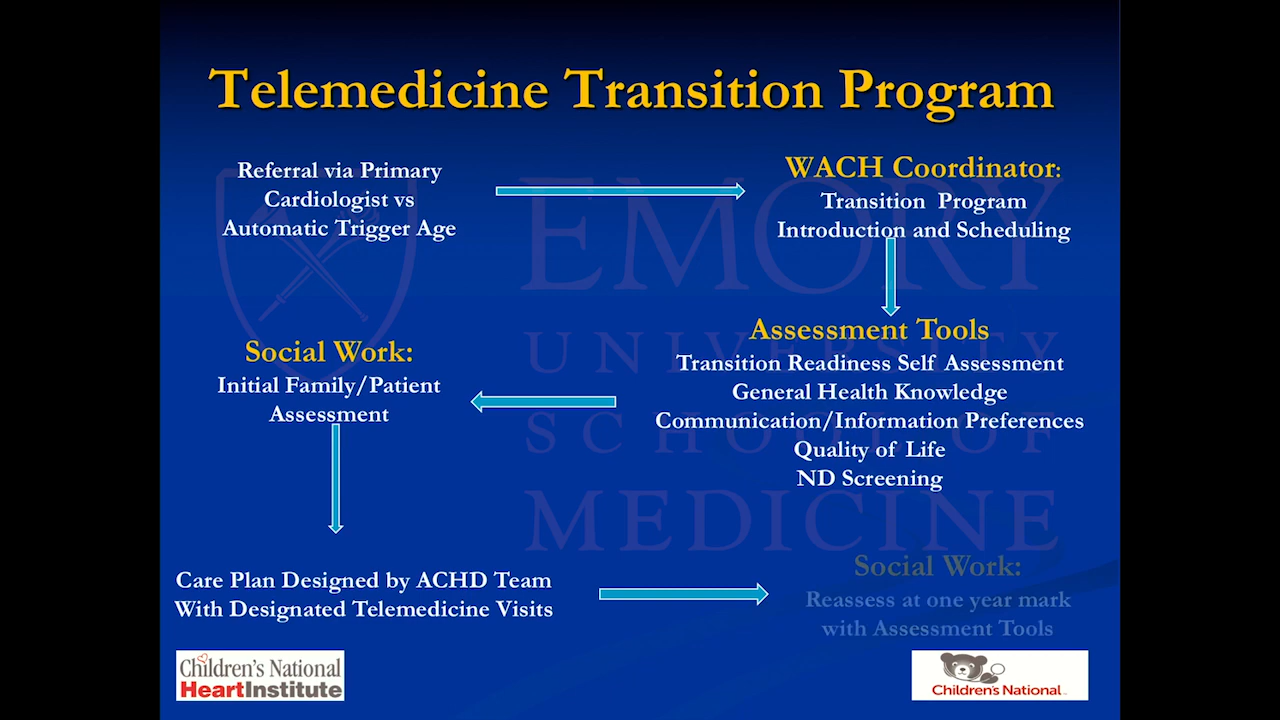 Telemedicine Transition Program
Referral via Primary
Cardiologist vs
Automatic Trigger Age
WACH Coordinator:
Transition Program
Introduction and Scheduling
Assessment Tools
Transition Readiness Self Assessment
General Health Knowledge
Communication/Information Preferences
Quality of Life
ND Screening
Social Work:
Initial Family/Patient
Assessment
Care Plan Designed by ACHD Team
With Designated Telemedicine Visits
Social Work:
Reassess at one year mark
with Assessment Tools
EMORY
UNIVERSITY
SCHOOL OF
MEDICINE
Children's National
HeartInstitute
Children's National